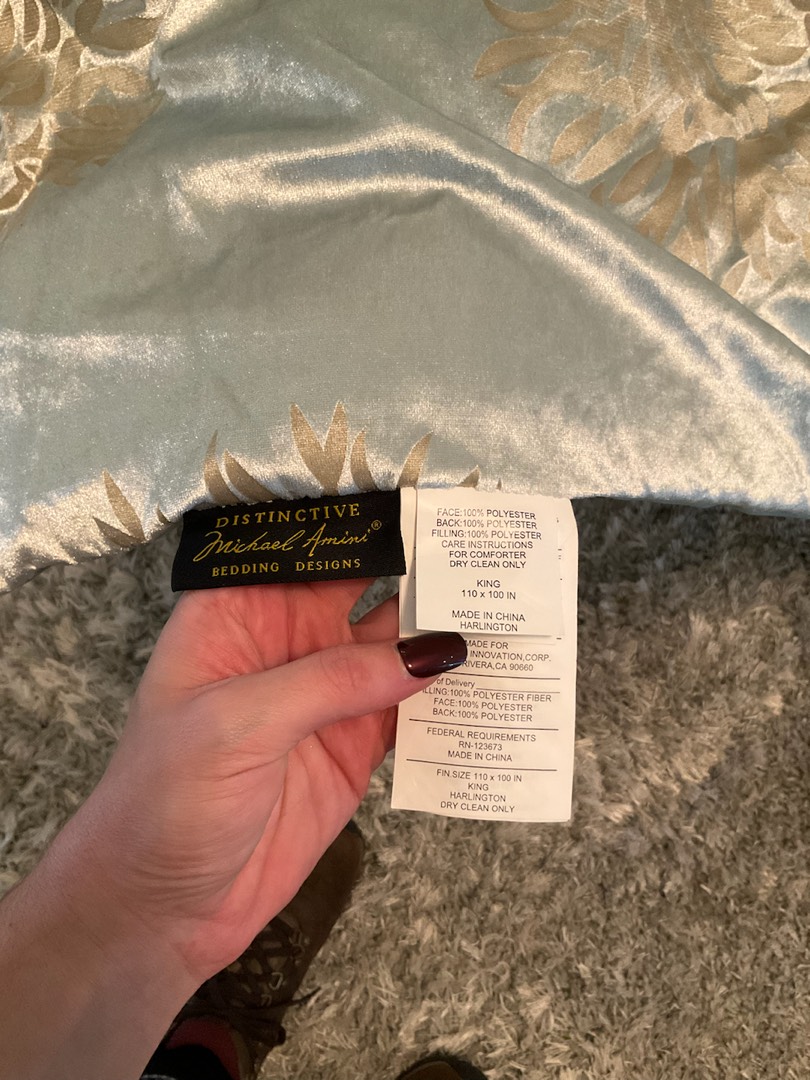 DISTINCTIVE
Michael Amini®
BEDDING DESIGNS
FACE:100% POLYESTER
BACK:100% POLYESTER
FILLING:100% POLYESTER
CARE INSTRUCTIONS
FOR COMFORTER
DRY CLEAN ONLY
KING
110 x 100 IN
MADE IN CHINA
HARLINGTON
MADE FOR
INNOVATION,CORP.
RIVERA,CA 90660
of Delivery
LLING:100% POLYESTER FIBER
FACE:100% POLYESTER
BACK:100% POLYESTER
FEDERAL REQUIREMENTS
RN-123673
MADE IN CHINA
FIN SIZE 110 x 100 IN
KING
HARLINGTON
DRY CLEAN ONLY